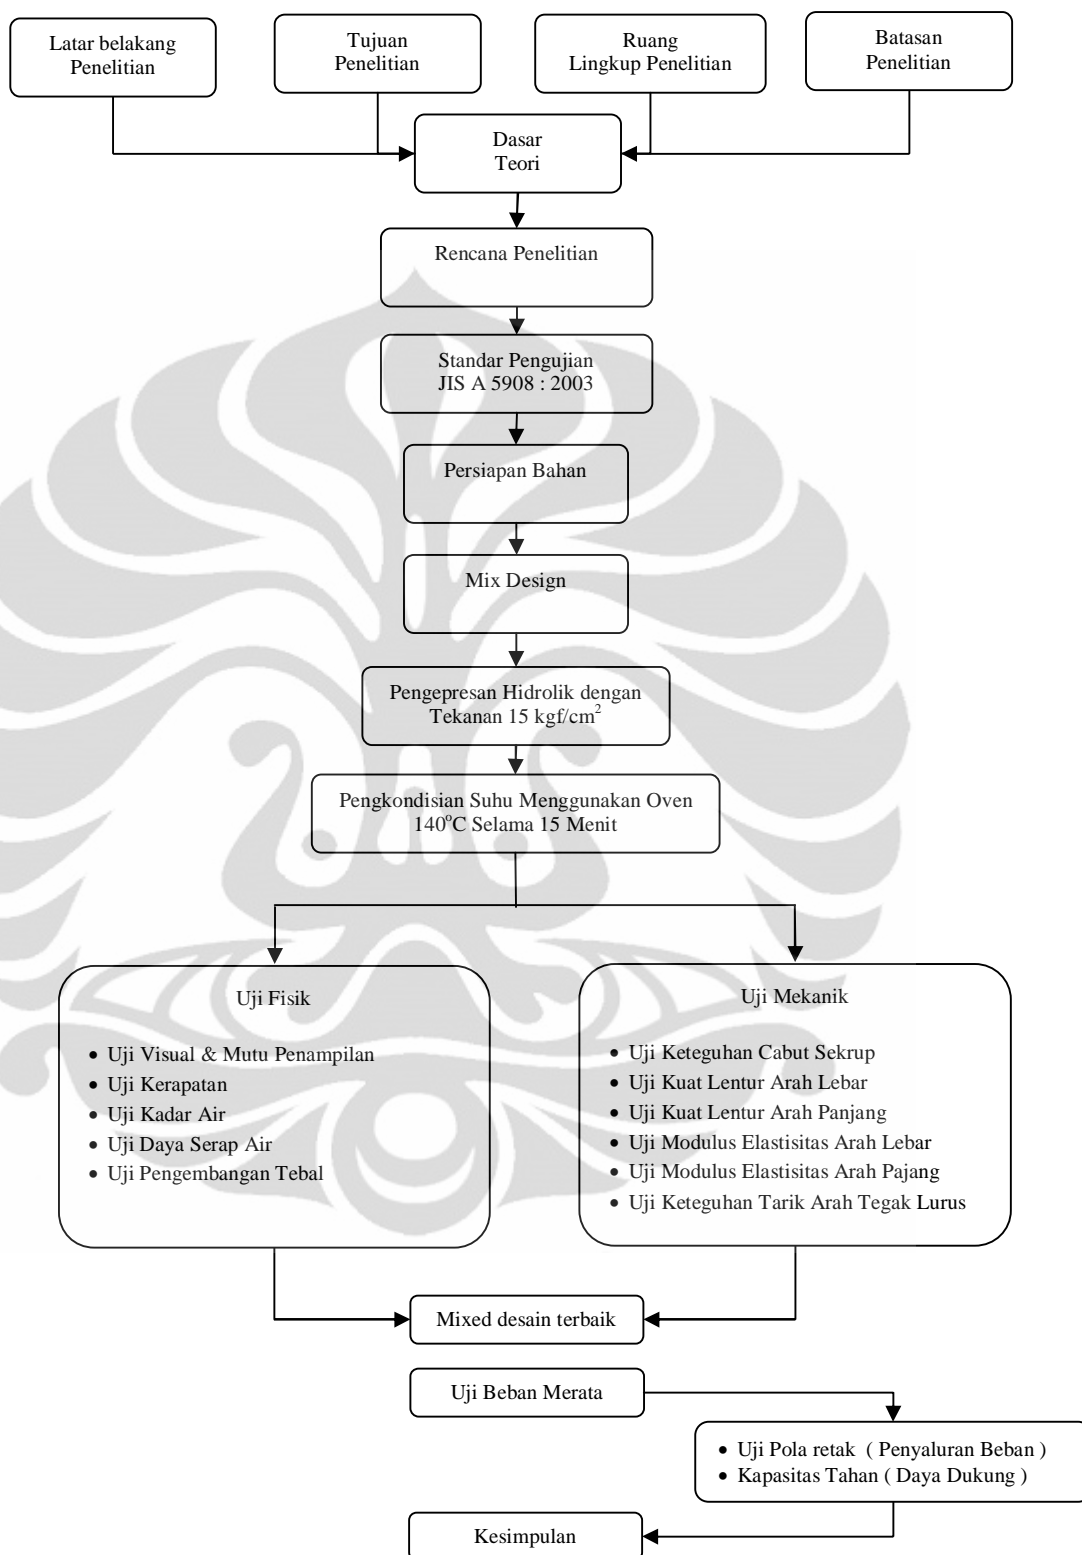 Latar belakang
Penelitian
Tujuan
Penelitian
Ruang
Lingkup Penelitian
Batasan
Penelitian
Dasar
Teori
Rencana Penelitian
Standar Pengujian
JIS A 5908 : 2003
Persiapan Bahan
Mix Design
Pengepresan Hidrolik dengan
Tekanan 15 kgf/cm²
Pengkondisian Suhu Menggunakan Oven
140°C Selama 15 Menit
Uji Fisik
• Uji Visual & Mutu Penampilan
• Uji Kerapatan
• Uji Kadar Air
• Uji Daya Serap Air
• Uji Pengembangan Tebal
Uji Mekanik
• Uji Keteguhan Cabut Sekrup
• Uji Kuat Lentur Arah Lebar
• Uji Kuat Lentur Arah Panjang
• Uji Modulus Elastisitas Arah Lebar
• Uji Modulus Elastisitas Arah Pajang
• Uji Keteguhan Tarik Arah Tegak Lurus
Mixed desain terbaik
Uji Beban Merata
• Uji Pola retak ( Penyaluran Beban )
• Kapasitas Tahan ( Daya Dukung )
Kesimpulan